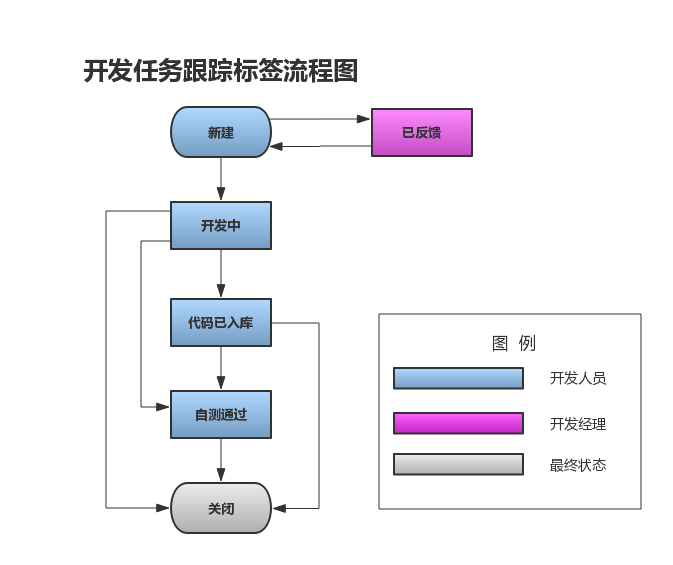 开发任务跟踪标签流程图
新建
已反馈
开发中
代码已入库
自测通过
关闭
图 例
开发人员
开发经理
最终状态